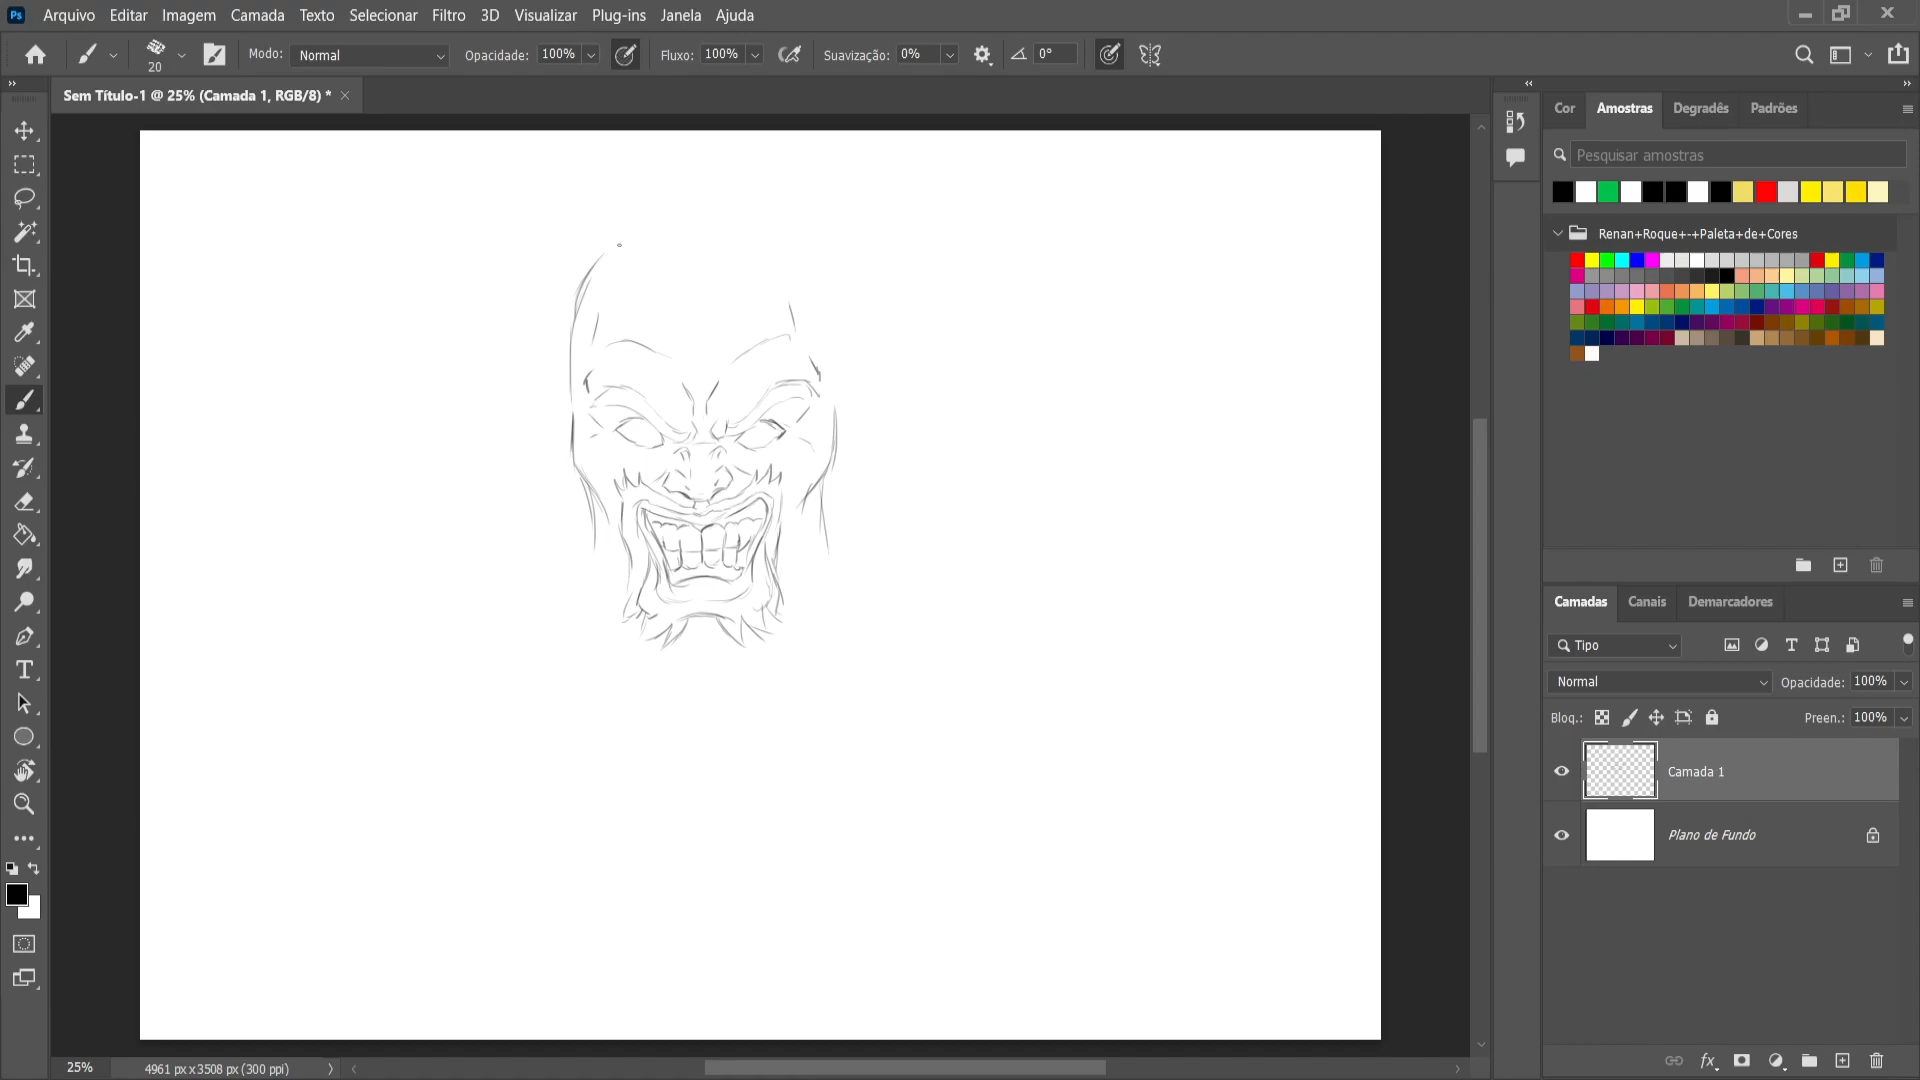 Ps Arquivo Editar Imagem Camada Texto Selecionar Filtro 3D Visualizar Plug-ins Janela Ajuda
20 Modo: Normal Opacidade: 100% Fluxo: 100% Suavização: 0% 0°
Sem Título-1 @ 25% (Camada 1, RGB/8) *
Cor Amostras Degradês Padrões
Pesquisar amostras
Renan+Roque+-+Paleta+de+Cores
Camadas Canais Demarcadores
Tipo
Normal Opacidade: 100%
Bloq.: Preen.: 100%
Camada 1
Plano de Fundo
fx
25% 4961 px x 3508 px (300 ppi)